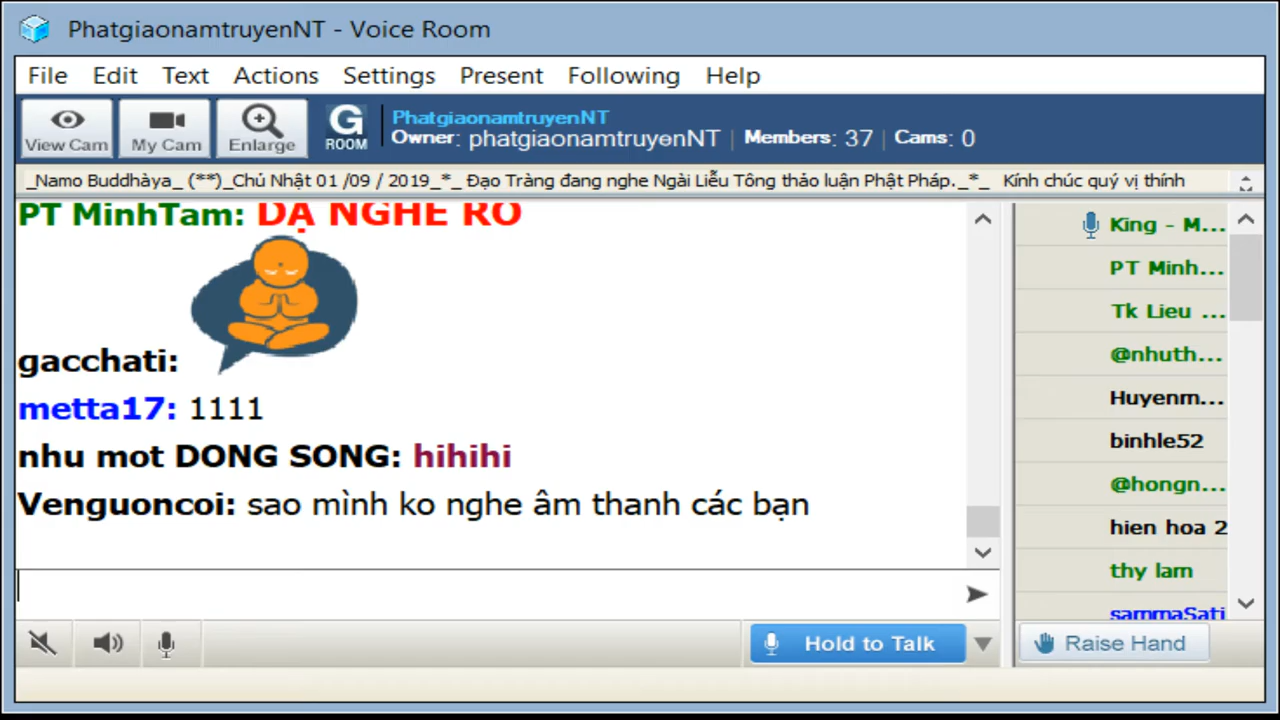 PhatgiaonamtruyenNT - Voice Room
File Edit Text Actions Settings Present Following Help
View Cam My Cam Enlarge G ROOM
PhatgiaonamtruyenNT
Owner: phatgiaonamtruyenNT | Members: 37 | Cams: 0
_Namo Buddhàya_ (**)_Chủ Nhật 01 /09 / 2019_*_ Đạo Tràng đang nghe Ngài Liễu Tông thảo luận Phật Pháp._*_ Kính chúc quý vị thính
PT MinhTam: DẠ NGHE RO
gacchati:
metta17: 1111
nhu mot DONG SONG: hihihi
Venguoncoi: sao mình ko nghe âm thanh các bạn
King - M...
PT Minh...
Tk Lieu ...
@nhuth...
Huyenm...
binhle52
@hongn...
hien hoa 2
thy lam
sammaSati
Hold to Talk
Raise Hand